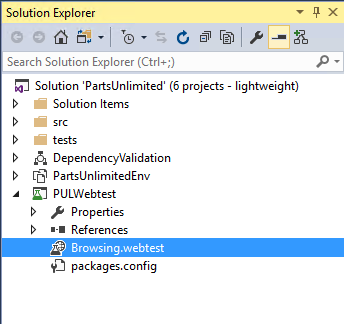 Solution Explorer
Search Solution Explorer (Ctrl+;)
Solution 'PartsUnlimited' (6 projects - lightweight)
Solution Items
src
tests
DependencyValidation
PartsUnlimitedEnv
PULWebtest
Properties
References
Browsing.webtest
packages.config